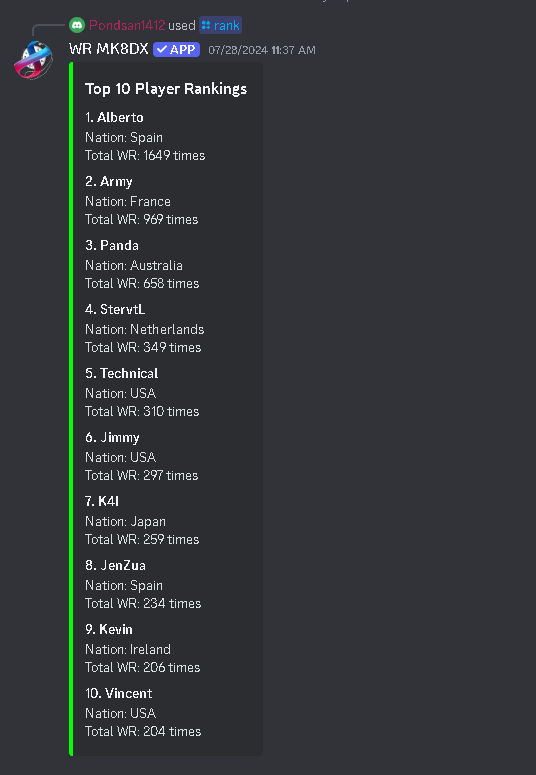 Pondsan1412 used rank
WR MK8DX APP 07/28/2024 11:37 AM
Top 10 Player Rankings
1. Alberto
Nation: Spain
Total WR: 1649 times
2. Army
Nation: France
Total WR: 969 times
3. Panda
Nation: Australia
Total WR: 658 times
4. StervtL
Nation: Netherlands
Total WR: 349 times
5. Technical
Nation: USA
Total WR: 310 times
6. Jimmy
Nation: USA
Total WR: 297 times
7. K4I
Nation: Japan
Total WR: 259 times
8. JenZua
Nation: Spain
Total WR: 234 times
9. Kevin
Nation: Ireland
Total WR: 206 times
10. Vincent
Nation: USA
Total WR: 204 times